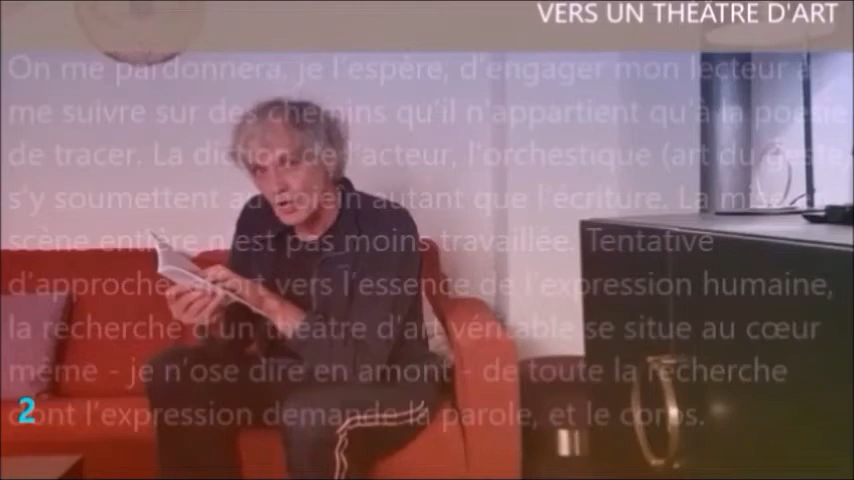 VERS UN THÉÂTRE D'ART
On me pardonnera, je l'espère, d'engager mon lecteur à
me suivre sur des chemins qu'il n'appartient qu'à la poésie
de tracer. La diction de l'acteur, l'orchestique (art du geste,
s'y soumettent au plein autant que l'écriture. La mise
scène entière n'est pas moins travaillée. Tentative
d'approche et vers l'essence de l'expression humaine,
la recherche d'un théâtre d'art véritable se situe au cœur
même - je n'ose dire en amont - de toute la recherche
dont l'expression demande la parole, et le corps.
2